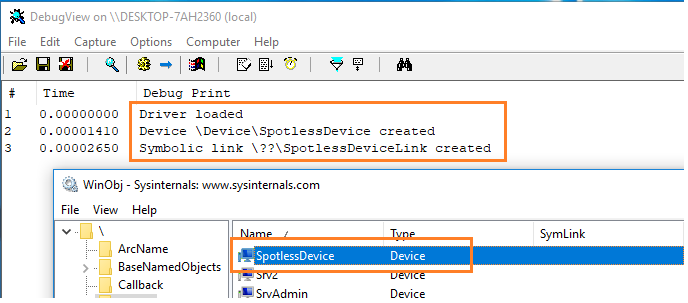 DebugView on \\DESKTOP-7AH2360 (local)
File Edit Capture Options Computer Help
# Time Debug Print
1 0.00000000 Driver loaded
2 0.00001410 Device \Device\SpotlessDevice created
3 0.00002650 Symbolic link \??\SpotlessDeviceLink created
WinObj - Sysinternals: www.sysinternals.com
File View Help
\
Name / Type SymLink
ArcName
SpotlessDevice Device
BaseNamedObjects
Srv2 Device
Callback
SrvAdmin Device